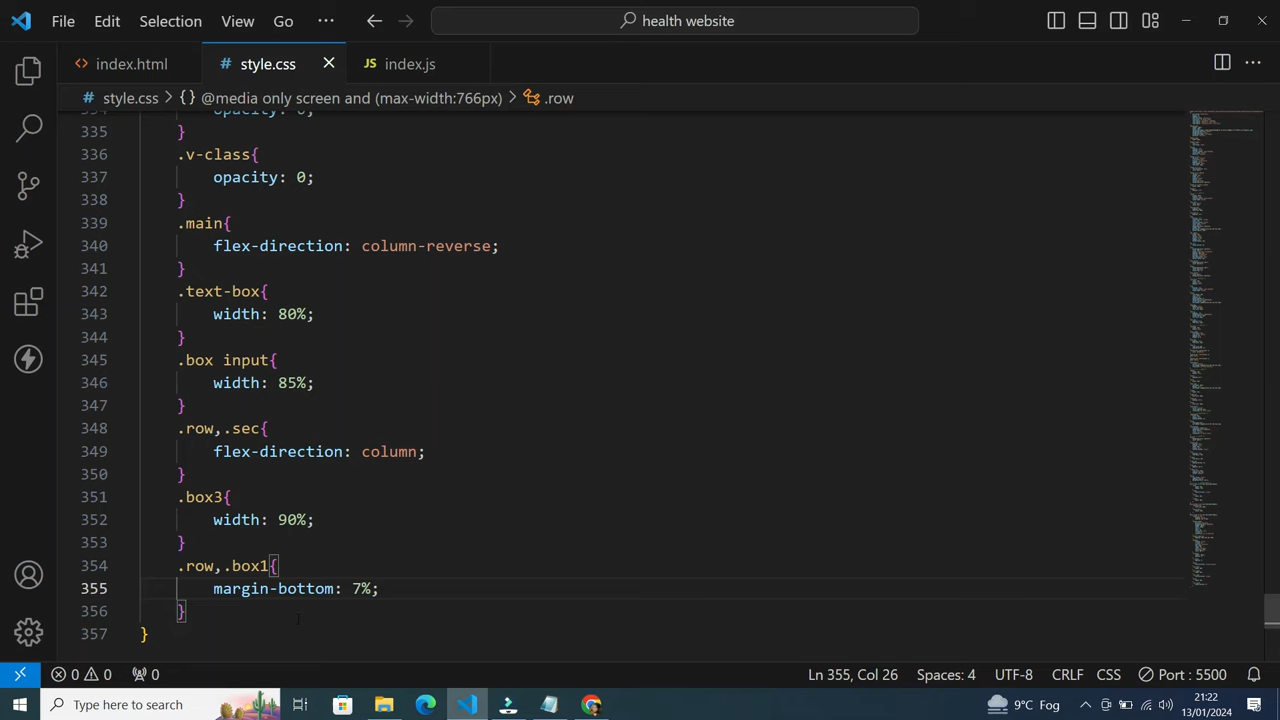 File Edit Selection View Go ··· health website
index.html style.css index.js
style.css > {} @media only screen and (max-width:766px) > .row
334 opacity: 0;
335 }
336 .v-class{
337 opacity: 0;
338 }
339 .main{
340 flex-direction: column-reverse;
341 }
342 .text-box{
343 width: 80%;
344 }
345 .box input{
346 width: 85%;
347 }
348 .row,.sec{
349 flex-direction: column;
350 }
351 .box3{
352 width: 90%;
353 }
354 .row,.box1{
355 margin-bottom: 7%;
356 }
357 }
0 0 0 Ln 355, Col 26 Spaces: 4 UTF-8 CRLF CSS Port : 5500
Type here to search 9°C Fog 21:22
13/01/2024